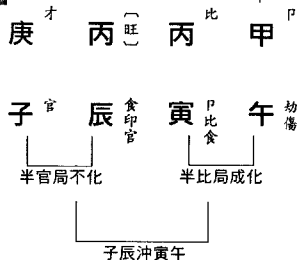 庚 才 丙 〔旺〕 丙 比 甲 卩
子 官 辰 食印官 寅 卩比食 午 劫傷
半官局不化 半比局成化
子辰沖寅午